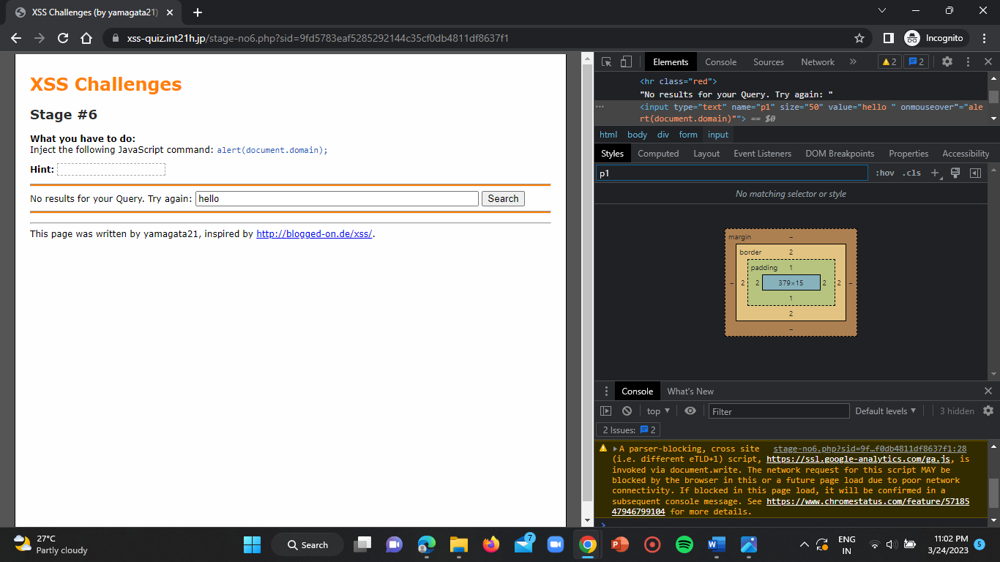 XSS Challenges (by yamagata21)
xss-quiz.int21h.jp/stage-no6.php?sid=9fd5783eaf5285292144c35cf0db4811df8637f1
Incognito
XSS Challenges
Stage #6
What you have to do:
Inject the following JavaScript command: alert(document.domain);
Hint:
No results for your Query. Try again: hello Search
This page was written by yamagata21, inspired by http://blogged-on.de/xss/.
Elements Console Sources Network » 2 2
<hr class="red">
"No results for your Query. Try again: "
<input type="text" name="p1" size="50" value="hello " onmouseover"="ale
rt(document.domain)""> == $0
html body div form input
Styles Computed Layout Event Listeners DOM Breakpoints Properties Accessibility
p1 :hov .cls
No matching selector or style
margin –
border 2
padding 1
– 2 2 379×15 2 2 –
1
2
–
Console What's New
top Filter Default levels 3 hidden
2 Issues: 2
A parser-blocking, cross site stage-no6.php?sid=9f…f0db4811df8637f1:28
(i.e. different eTLD+1) script, https://ssl.google-analytics.com/ga.js, is
invoked via document.write. The network request for this script MAY be
blocked by the browser in this or a future page load due to poor network
connectivity. If blocked in this page load, it will be confirmed in a
subsequent console message. See https://www.chromestatus.com/feature/57185
47946799104 for more details.
27°C
Partly cloudy
Search
7
ENG
IN
11:02 PM
3/24/2023
5